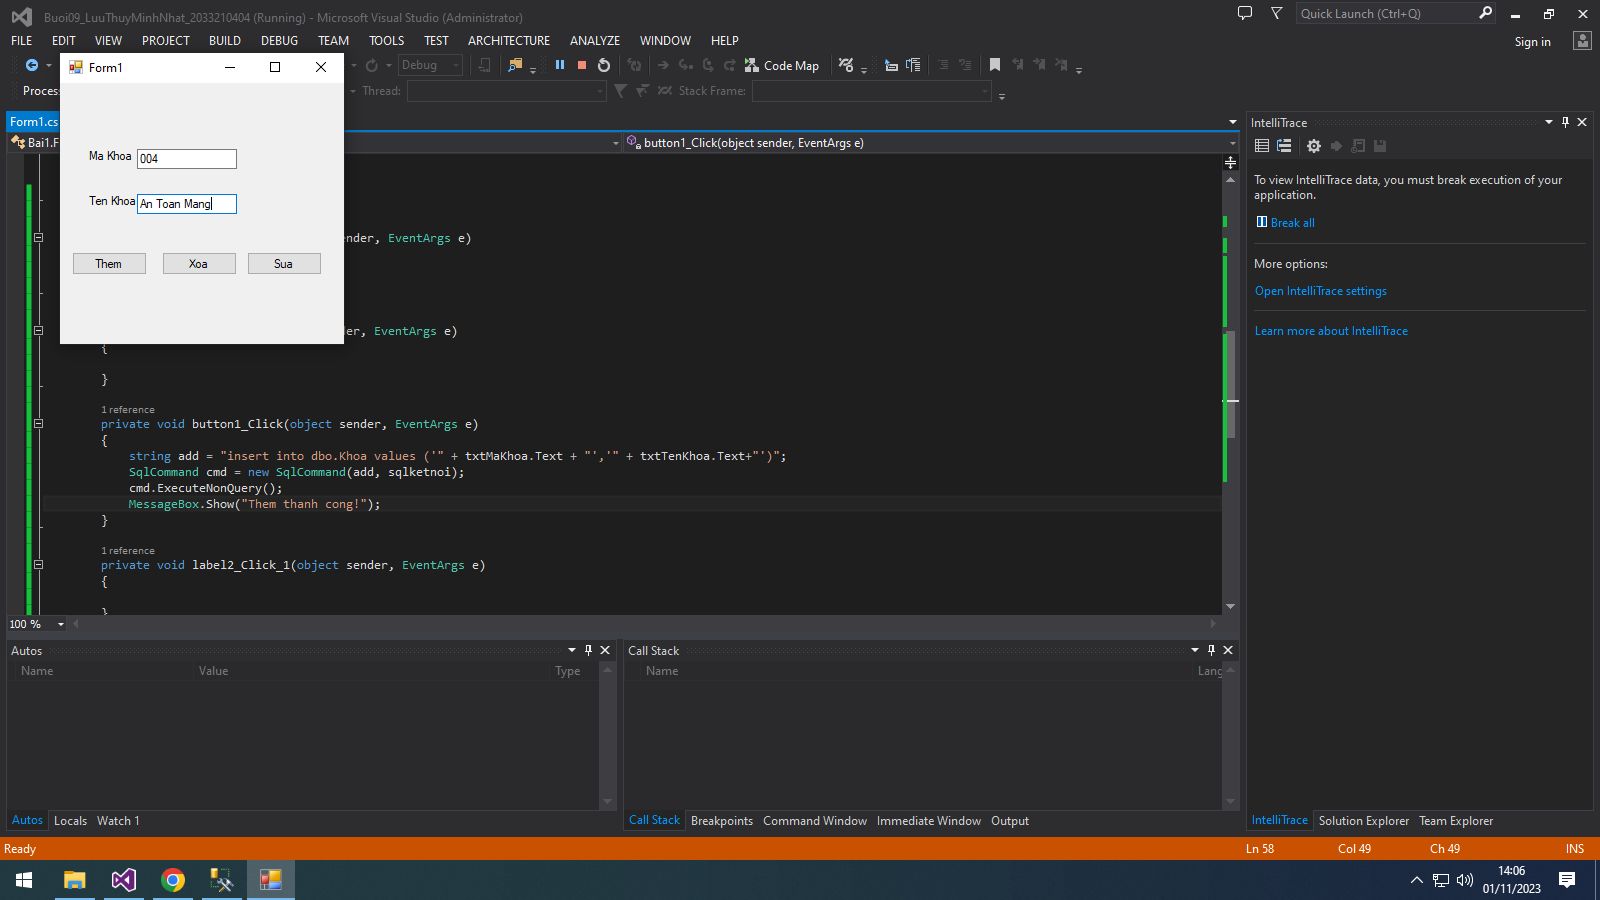 Buoi09_LuuThuyMinhNhat_2033210404 (Running) - Microsoft Visual Studio (Administrator)
Quick Launch (Ctrl+Q)
FILE EDIT VIEW PROJECT BUILD DEBUG TEAM TOOLS TEST ARCHITECTURE ANALYZE WINDOW HELP
Sign in
Form1
Debug
Code Map
Proces
Thread:
Stack Frame:
Form1.cs
Bai1.F
button1_Click(object sender, EventArgs e)
Ma Khoa
004
Ten Khoa
An Toan Mang
Them
Xoa
Sua
ender, EventArgs e)
er, EventArgs e)
{
}
1 reference
private void button1_Click(object sender, EventArgs e)
{
string add = "insert into dbo.Khoa values ('" + txtMaKhoa.Text + "','" + txtTenKhoa.Text+"')";
SqlCommand cmd = new SqlCommand(add, sqlketnoi);
cmd.ExecuteNonQuery();
MessageBox.Show("Them thanh cong!");
}
1 reference
private void label2_Click_1(object sender, EventArgs e)
{
}
100 %
IntelliTrace
To view IntelliTrace data, you must break execution of your
application.
Break all
More options:
Open IntelliTrace settings
Learn more about IntelliTrace
Autos
Name Value Type
Call Stack
Name Lang
Autos Locals Watch 1
Call Stack Breakpoints Command Window Immediate Window Output
IntelliTrace Solution Explorer Team Explorer
Ready
Ln 58 Col 49 Ch 49 INS
14:06
01/11/2023